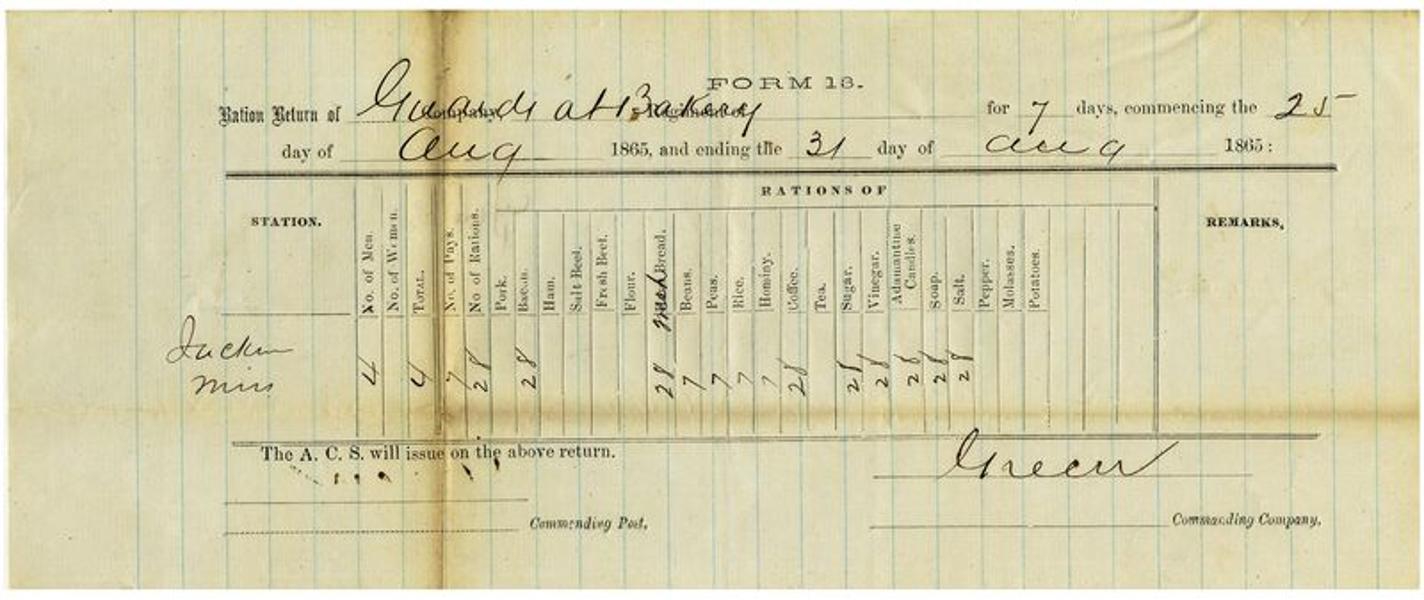 FORM 13.
Ration Return of Guards at Bakery Company, Regiment of for 7 days, commencing the 25
day of Aug 1865, and ending the 31 day of Aug 1865:
RATIONS OF
STATION. No. of Men. No. of Women. TOTAL. No. of Days. No of Rations. Pork. Bacon. Ham. Salt Beef. Fresh Beef. Flour. Bread. Beans. Peas. Rice. Hominy. Coffee. Tea. Sugar. Vinegar. Adamantine Candles. Soap. Salt. Pepper. Molasses. Potatoes. REMARKS,
Jackson
Miss 4 4 7 28 28 28 7 7 7 7 28 28 28 28 28 28
The A. C. S. will issue on the above return.
Green
Commending Post, Commanding Company,